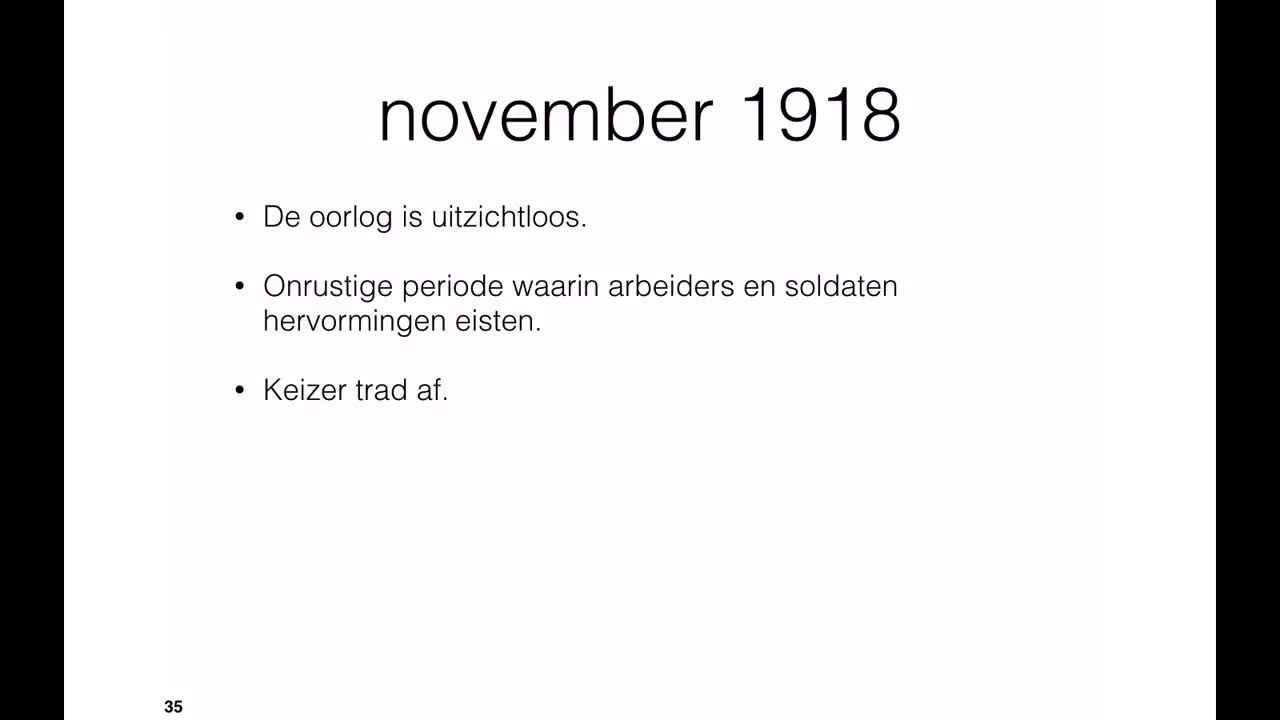 november 1918
• De oorlog is uitzichtloos.
• Onrustige periode waarin arbeiders en soldaten
hervormingen eisten.
• Keizer trad af.
35